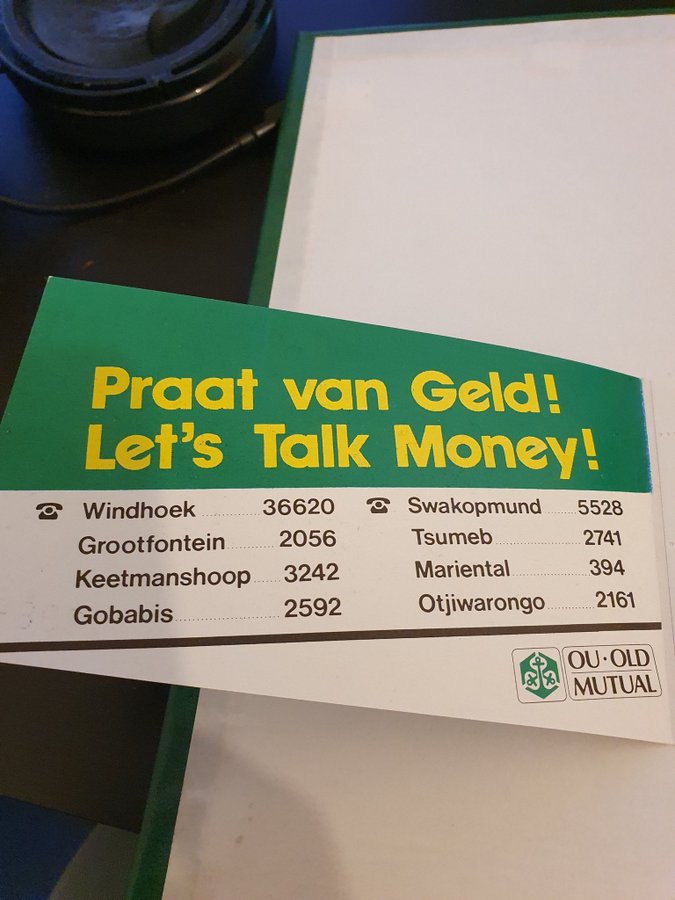 Praat van Geld!
Let's Talk Money!
☎ Windhoek ........ 36620
Grootfontein ........ 2056
Keetmanshoop ...... 3242
Gobabis ........ 2592
☎ Swakopmund ...... 5528
Tsumeb ........ 2741
Mariental ........ 394
Otjiwarongo ........ 2161
OU·OLD
MUTUAL